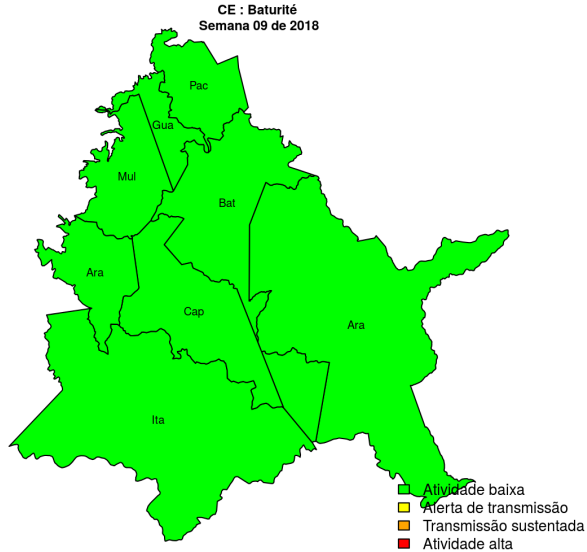 CE : Baturité
Semana 09 de 2018
Pac
Gua
Mul
Bat
Ara
Cap
Ara
Ita
Atividade baixa
Alerta de transmissão
Transmissão sustentada
Atividade alta